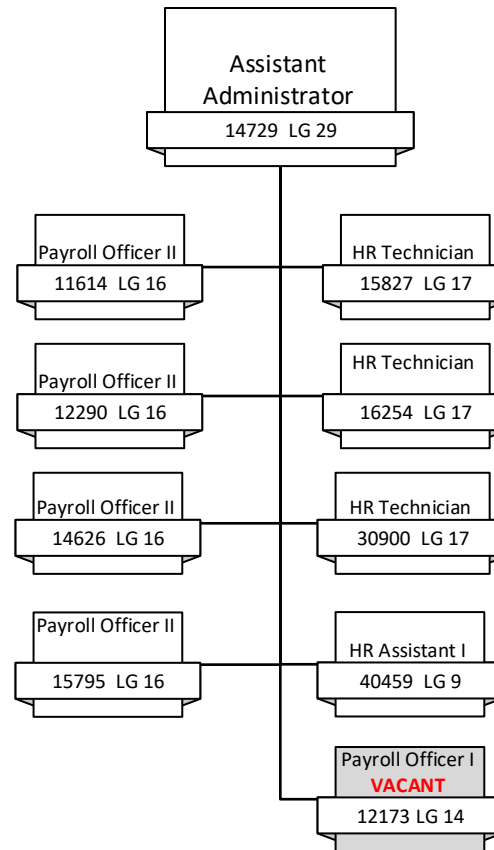 Assistant
Administrator
14729 LG 29
Payroll Officer II
11614 LG 16
HR Technician
15827 LG 17
Payroll Officer II
12290 LG 16
HR Technician
16254 LG 17
Payroll Officer II
14626 LG 16
HR Technician
30900 LG 17
Payroll Officer II
15795 LG 16
HR Assistant I
40459 LG 9
Payroll Officer I
VACANT
12173 LG 14